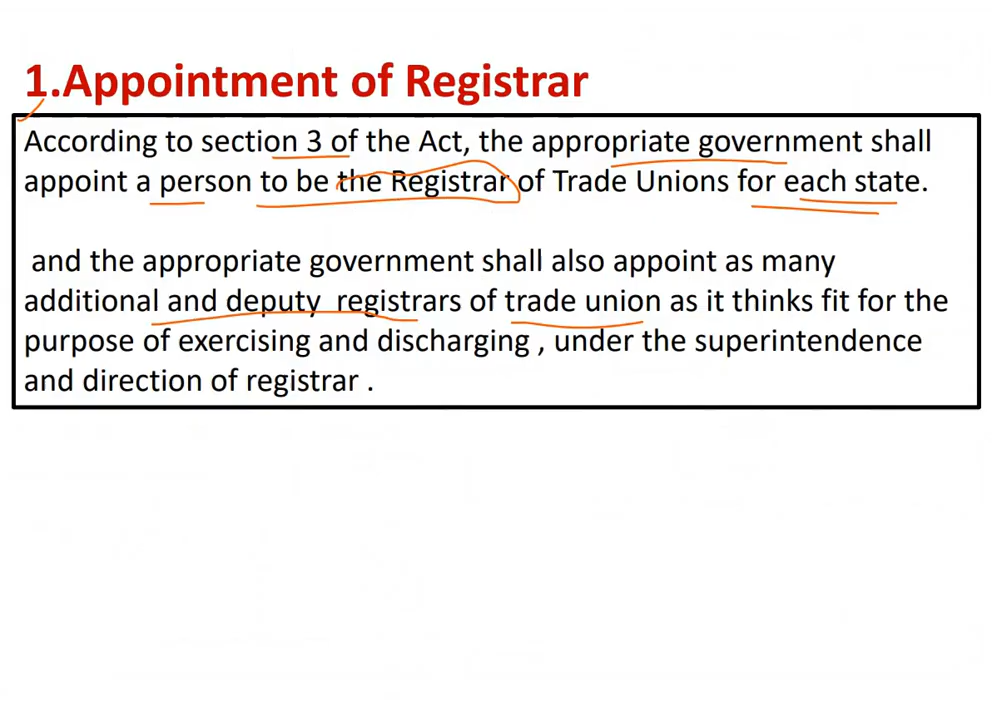 1.Appointment of Registrar
According to section 3 of the Act, the appropriate government shall
appoint a person to be the Registrar of Trade Unions for each state.
and the appropriate government shall also appoint as many
additional and deputy registrars of trade union as it thinks fit for the
purpose of exercising and discharging , under the superintendence
and direction of registrar .